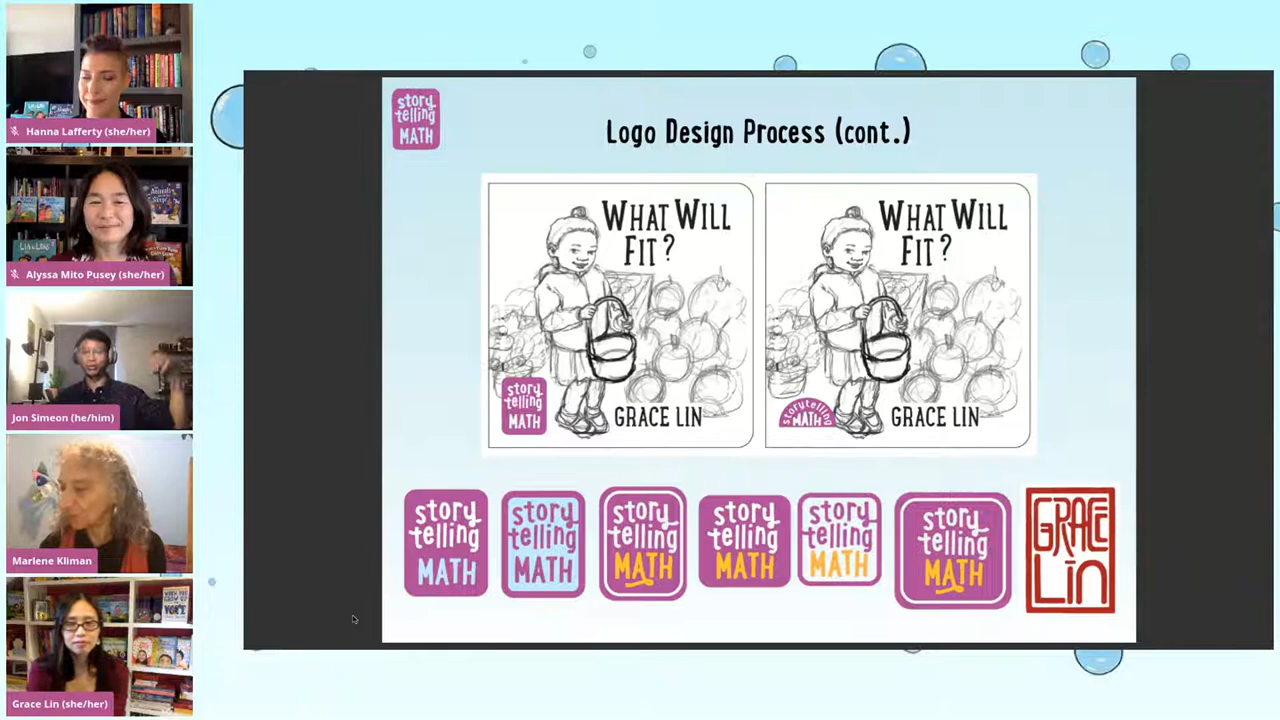 Hanna Lafferty (she/her)
Alyssa Mito Pusey (she/her)
Jon Simeon (he/him)
Marlene Kliman
Grace Lin (she/her)
story
telling
MATH
Logo Design Process (cont.)
WHAT WILL
FIT?
story
telling
MATH
GRACE LIN
WHAT WILL
FIT?
storytelling
MATH
GRACE LIN
story
telling
MATH
story
telling
MATH
story
telling
MATH
story
telling
MATH
story
telling
MATH
story
telling
MATH
GRACE
Lin